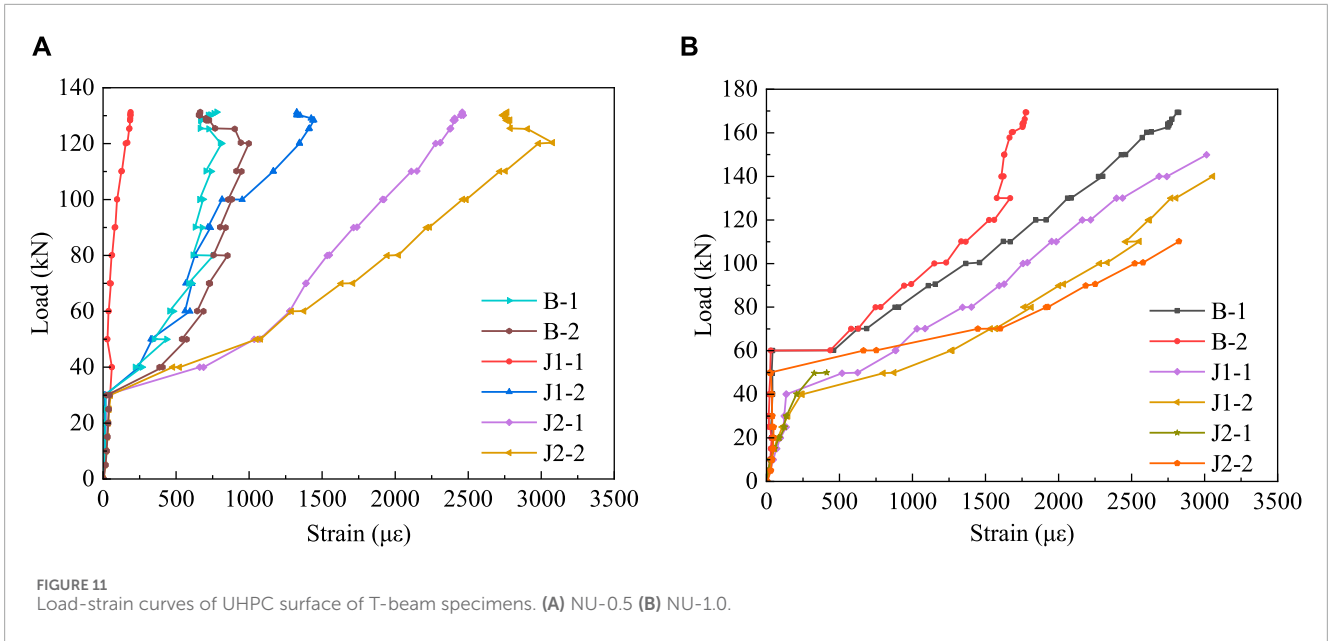 A
140
120
100
80
60
40
20
0
Load (kN)
0 500 1000 1500 2000 2500 3000 3500
Strain (με)
B-1
B-2
J1-1
J1-2
J2-1
J2-2
B
180
160
140
120
100
80
60
40
20
0
Load (kN)
0 500 1000 1500 2000 2500 3000 3500
Strain (με)
B-1
B-2
J1-1
J1-2
J2-1
J2-2
FIGURE 11
Load-strain curves of UHPC surface of T-beam specimens. (A) NU-0.5 (B) NU-1.0.